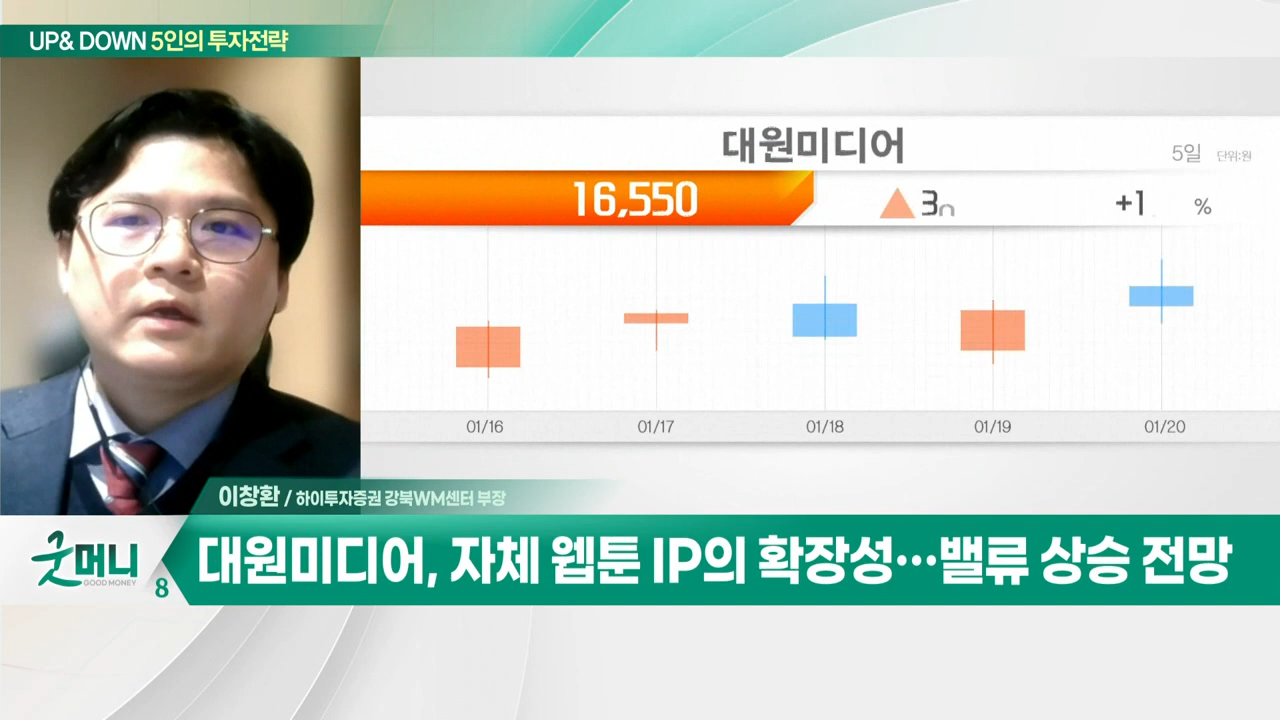 UP& DOWN 5인의 투자전략
대원미디어
5일 단위:원
16,550 ▲3 +1 %
01/16 01/17 01/18 01/19 01/20
이창환 / 하이투자증권 강북WM센터 부장
굿머니
GOOD MONEY
8
대원미디어, 자체 웹툰 IP의 확장성…밸류 상승 전망